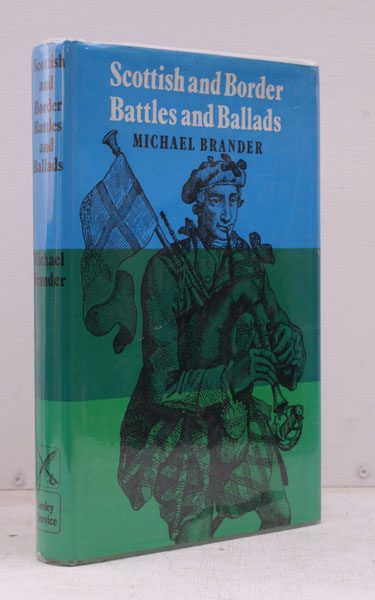 Scottish and Border
Battles and Ballads
MICHAEL BRANDER
Scottish
and
Border
Battles
and
Ballads
Michael
Brander
Seeley
Service